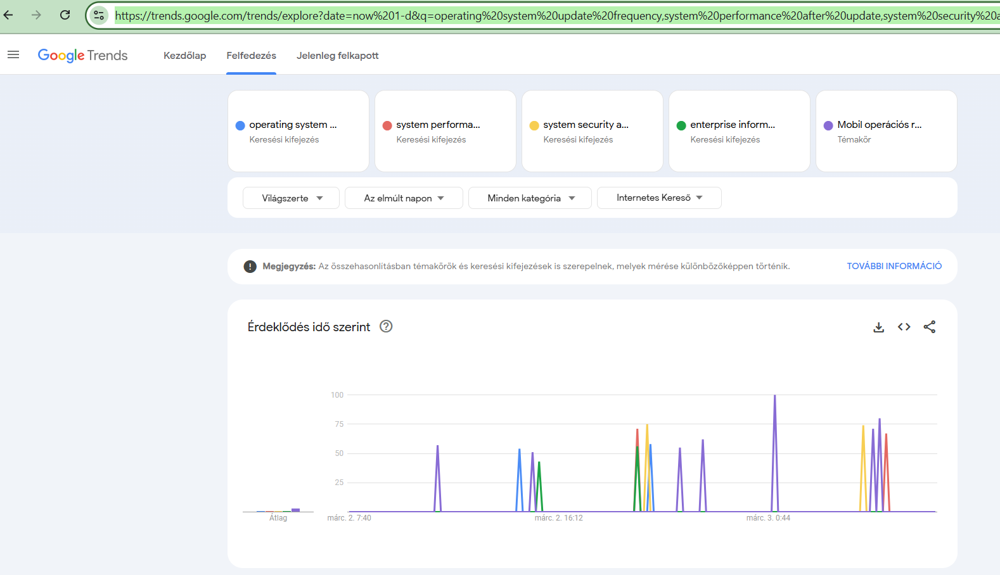 https://trends.google.com/trends/explore?date=now%201-d&q=operating%20system%20update%20frequency,system%20performance%20after%20update,system%20security%20a
Google Trends
Kezdőlap
Felfedezés
Jelenleg felkapott
operating system ...
Keresési kifejezés
system performa...
Keresési kifejezés
system security a...
Keresési kifejezés
enterprise inform...
Keresési kifejezés
Mobil operációs r...
Témakör
Világszerte
Az elmúlt napon
Minden kategória
Internetes Kereső
Megjegyzés: Az összehasonlításban témakörök és keresési kifejezések is szerepelnek, melyek mérése különbözőképpen történik.
TOVÁBBI INFORMÁCIÓ
Érdeklődés idő szerint
100
75
50
25
Átlag
márc. 2. 7:40
márc. 2. 16:12
márc. 3. 0:44